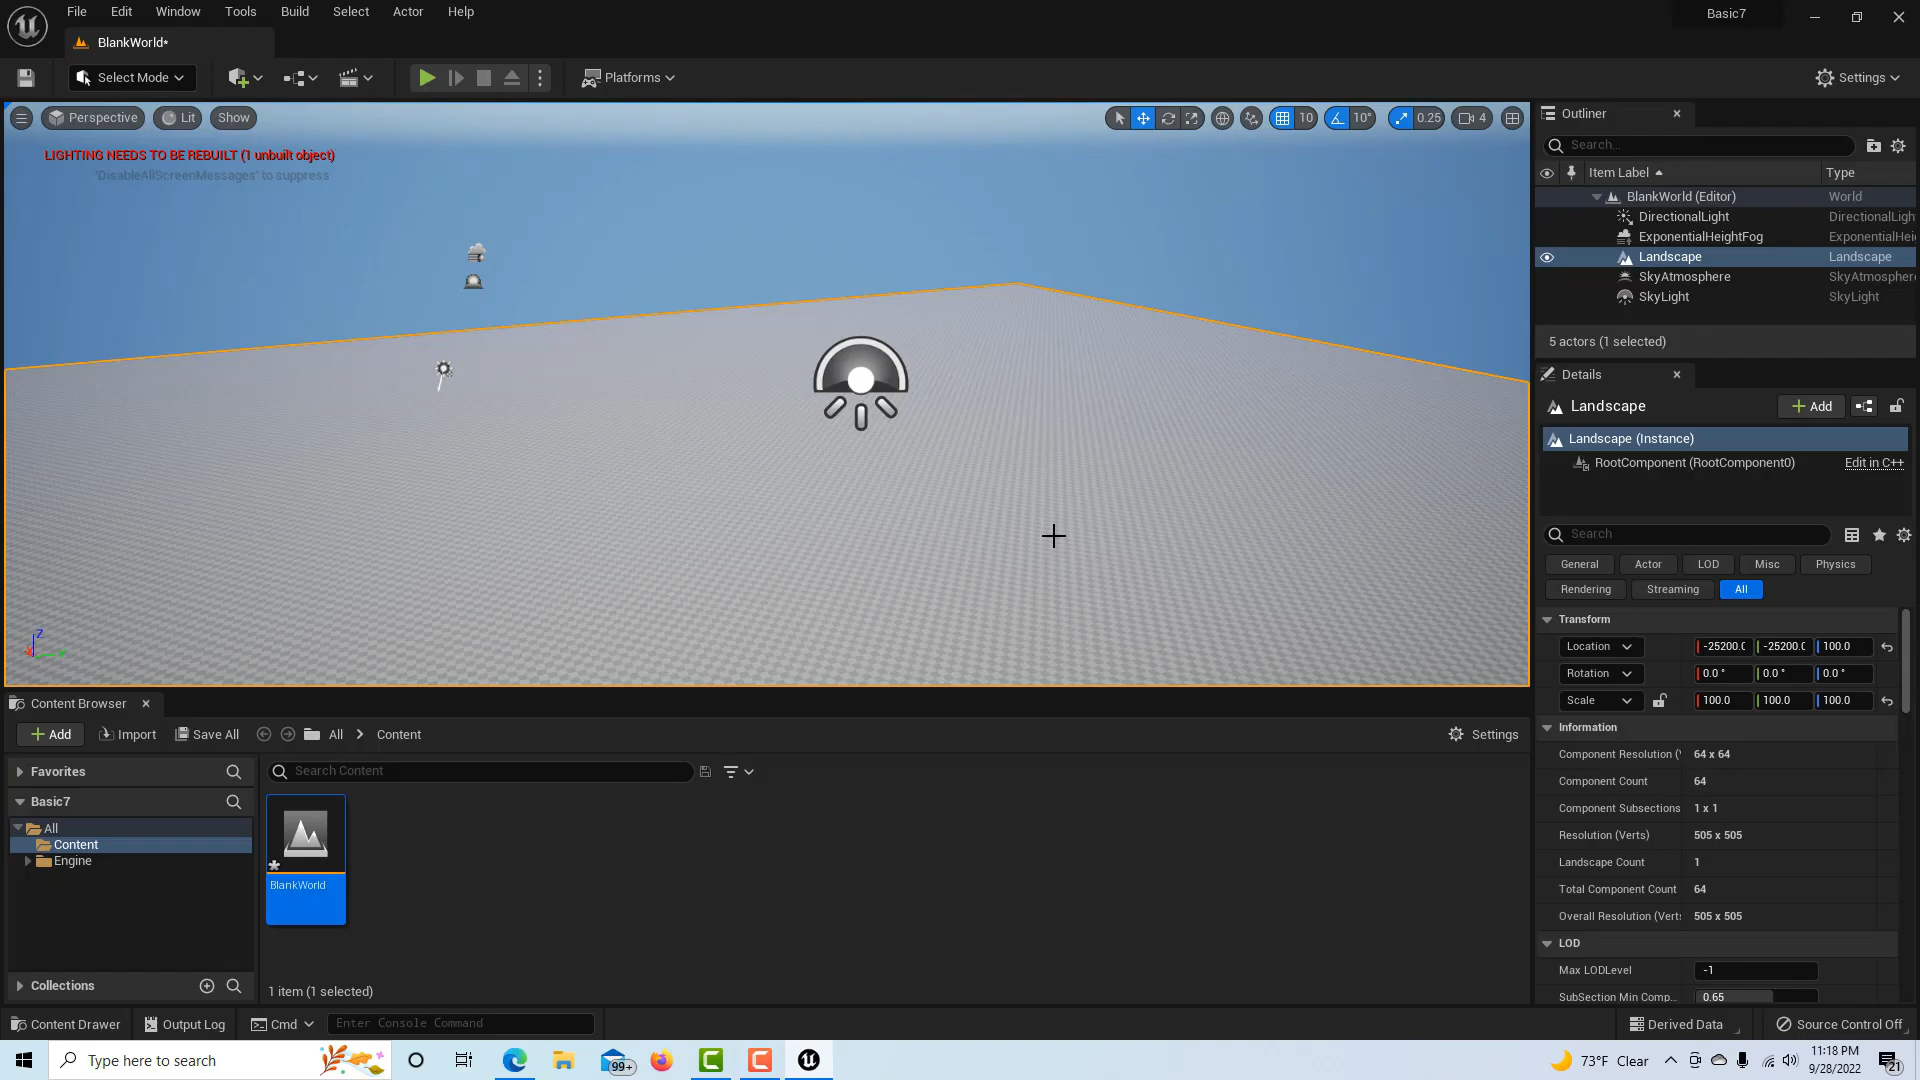 File Edit Window Tools Build Select Actor Help
Basic7
BlankWorld*
Select Mode
Platforms
Settings
Perspective Lit Show
10 10° 0.25 4
LIGHTING NEEDS TO BE REBUILT (1 unbuilt object)
'DisableAllScreenMessages' to suppress
Z
Outliner
Search...
Item Label Type
BlankWorld (Editor) World
DirectionalLight DirectionalLigh
ExponentialHeightFog ExponentialHei
Landscape Landscape
SkyAtmosphere SkyAtmosphere
SkyLight SkyLight
5 actors (1 selected)
Details
Landscape
Add
Landscape (Instance)
RootComponent (RootComponent0) Edit in C++
Search
General Actor LOD Misc Physics
Rendering Streaming All
Transform
Location -25200.0 -25200.0 100.0
Rotation 0.0 ° 0.0 ° 0.0 °
Scale 100.0 100.0 100.0
Information
Component Resolution (V 64 x 64
Component Count 64
Component Subsections 1 x 1
Resolution (Verts) 505 x 505
Landscape Count 1
Total Component Count 64
Overall Resolution (Verts 505 x 505
LOD
Max LODLevel -1
SubSection Min Comp... 0.65
Content Browser
Add Import Save All All Content Settings
Favorites
Search Content
Basic7
All
Content
Engine
BlankWorld
Collections
1 item (1 selected)
Content Drawer Output Log Cmd Enter Console Command Derived Data Source Control Off
Type here to search
99+
73°F Clear
11:18 PM
9/28/2022
21